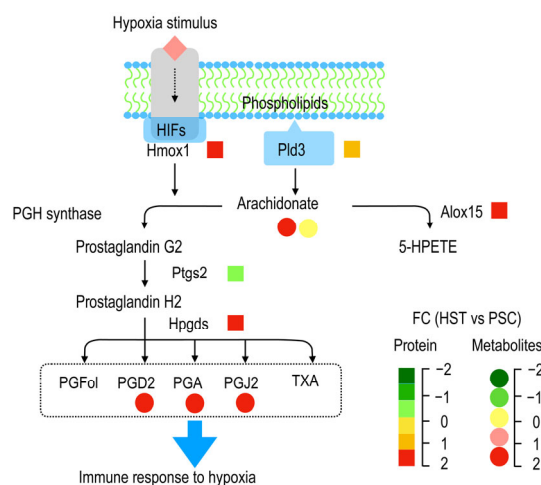 Hypoxia stimulus
Phospholipids
HIFs
Hmox1
Pld3
Arachidonate
Alox15
PGH synthase
5-HPETE
Prostaglandin G2
Ptgs2
Prostaglandin H2
Hpgds
PGFol PGD2 PGA PGJ2 TXA
Immune response to hypoxia
FC (HST vs PSC)
Protein Metabolites
-2 -2
-1 -1
0 0
1 1
2 2